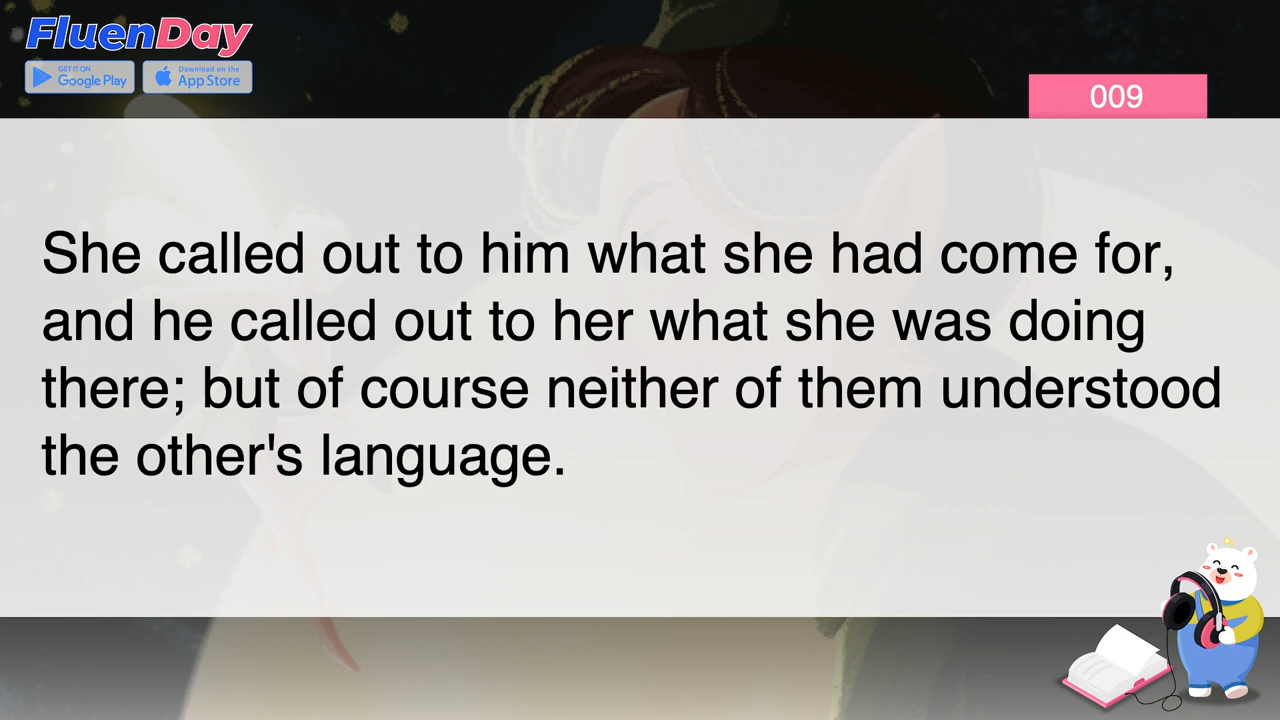 FluenDay
GET IT ON
Google Play
Download on the
App Store
009
She called out to him what she had come for,
and he called out to her what she was doing
there; but of course neither of them understood
the other's language.